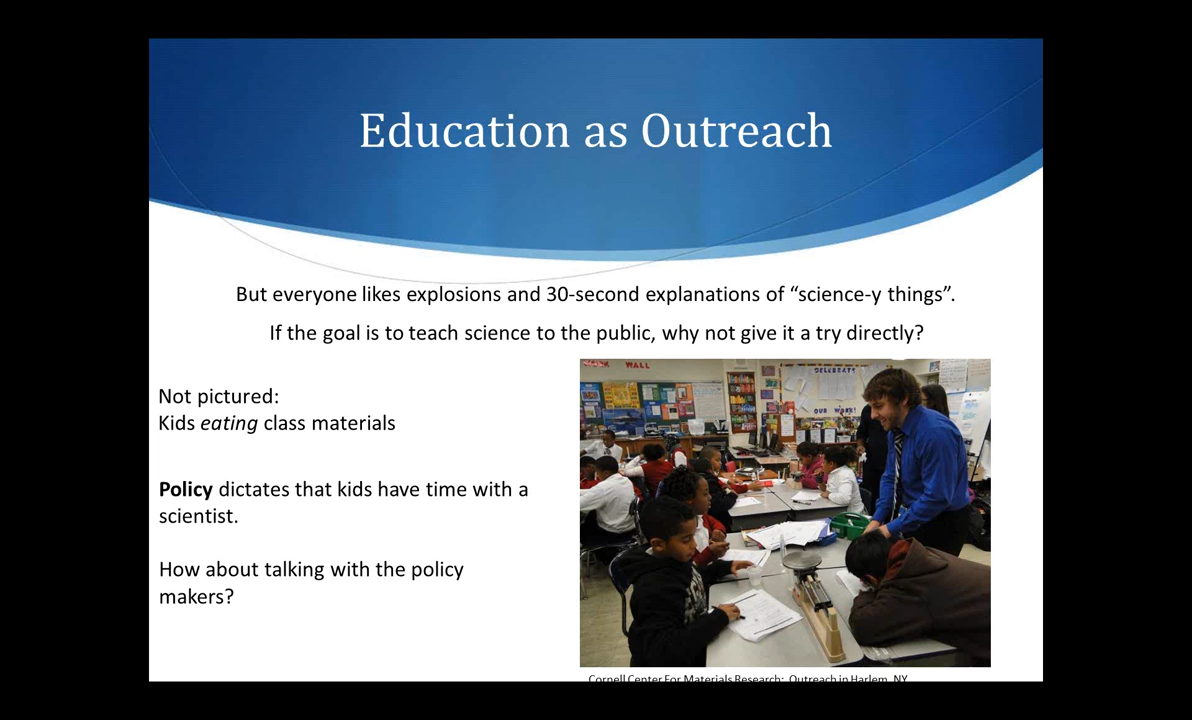 Education as Outreach
But everyone likes explosions and 30-second explanations of “science-y things”.
If the goal is to teach science to the public, why not give it a try directly?
Not pictured:
Kids eating class materials
Policy dictates that kids have time with a
scientist.
How about talking with the policy
makers?
WALL
CELEBRATE
OUR WORK!
Cornell Center For Materials Research: Outreach in Harlem, NY